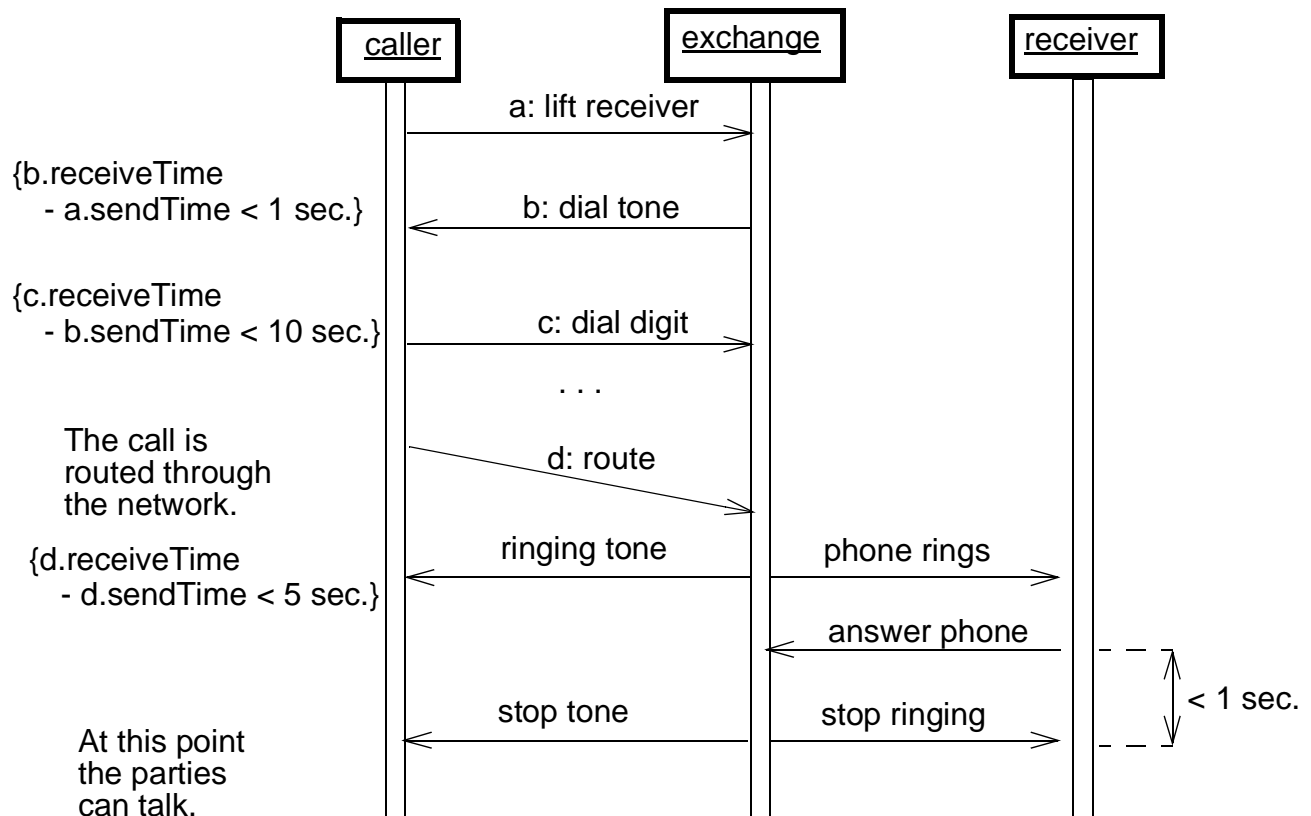 caller
exchange
receiver
a: lift receiver
{b.receiveTime
- a.sendTime < 1 sec.}
b: dial tone
{c.receiveTime
- b.sendTime < 10 sec.}
c: dial digit
. . .
The call is
routed through
the network.
d: route
{d.receiveTime
- d.sendTime < 5 sec.}
ringing tone
phone rings
answer phone
< 1 sec.
stop tone
stop ringing
At this point
the parties
can talk.